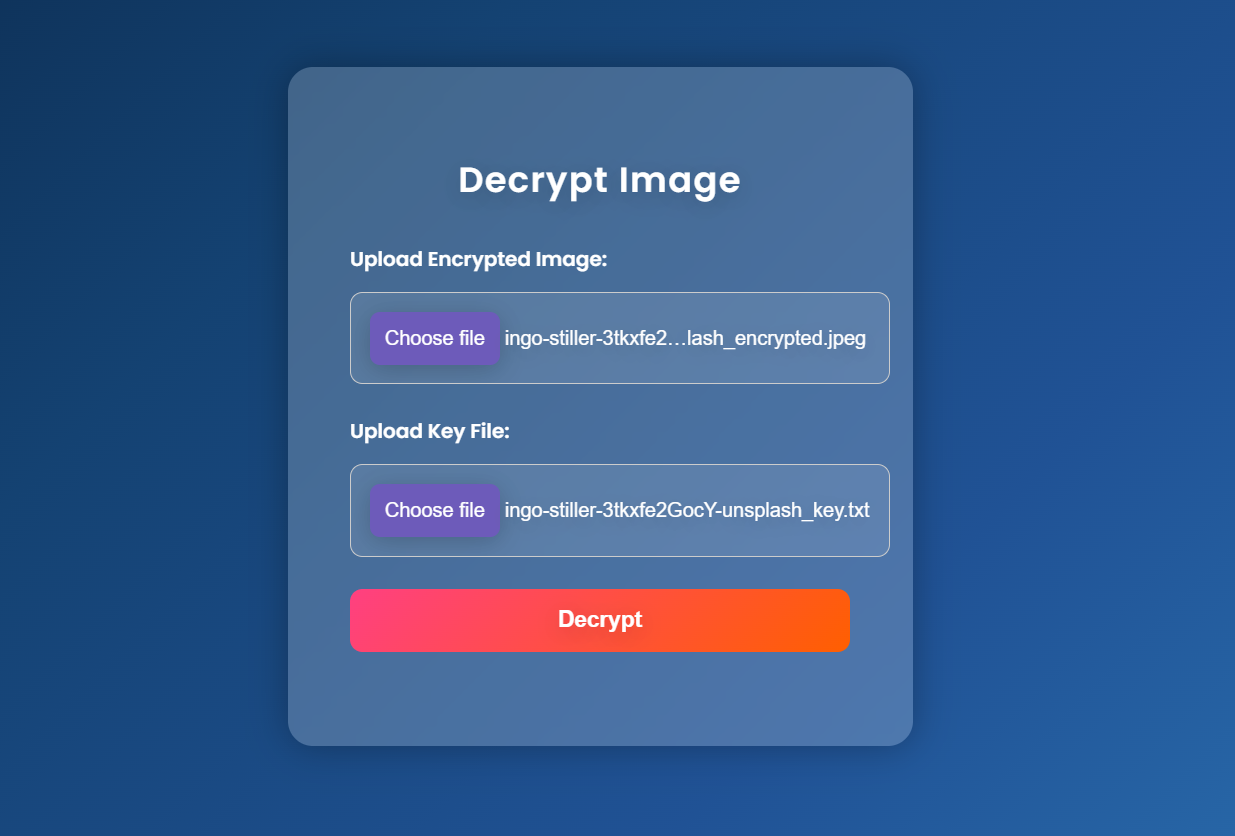 Decrypt Image
Upload Encrypted Image:
Choose file ingo-stiller-3tkxfe2...lash_encrypted.jpeg
Upload Key File:
Choose file ingo-stiller-3tkxfe2GocY-unsplash_key.txt
Decrypt